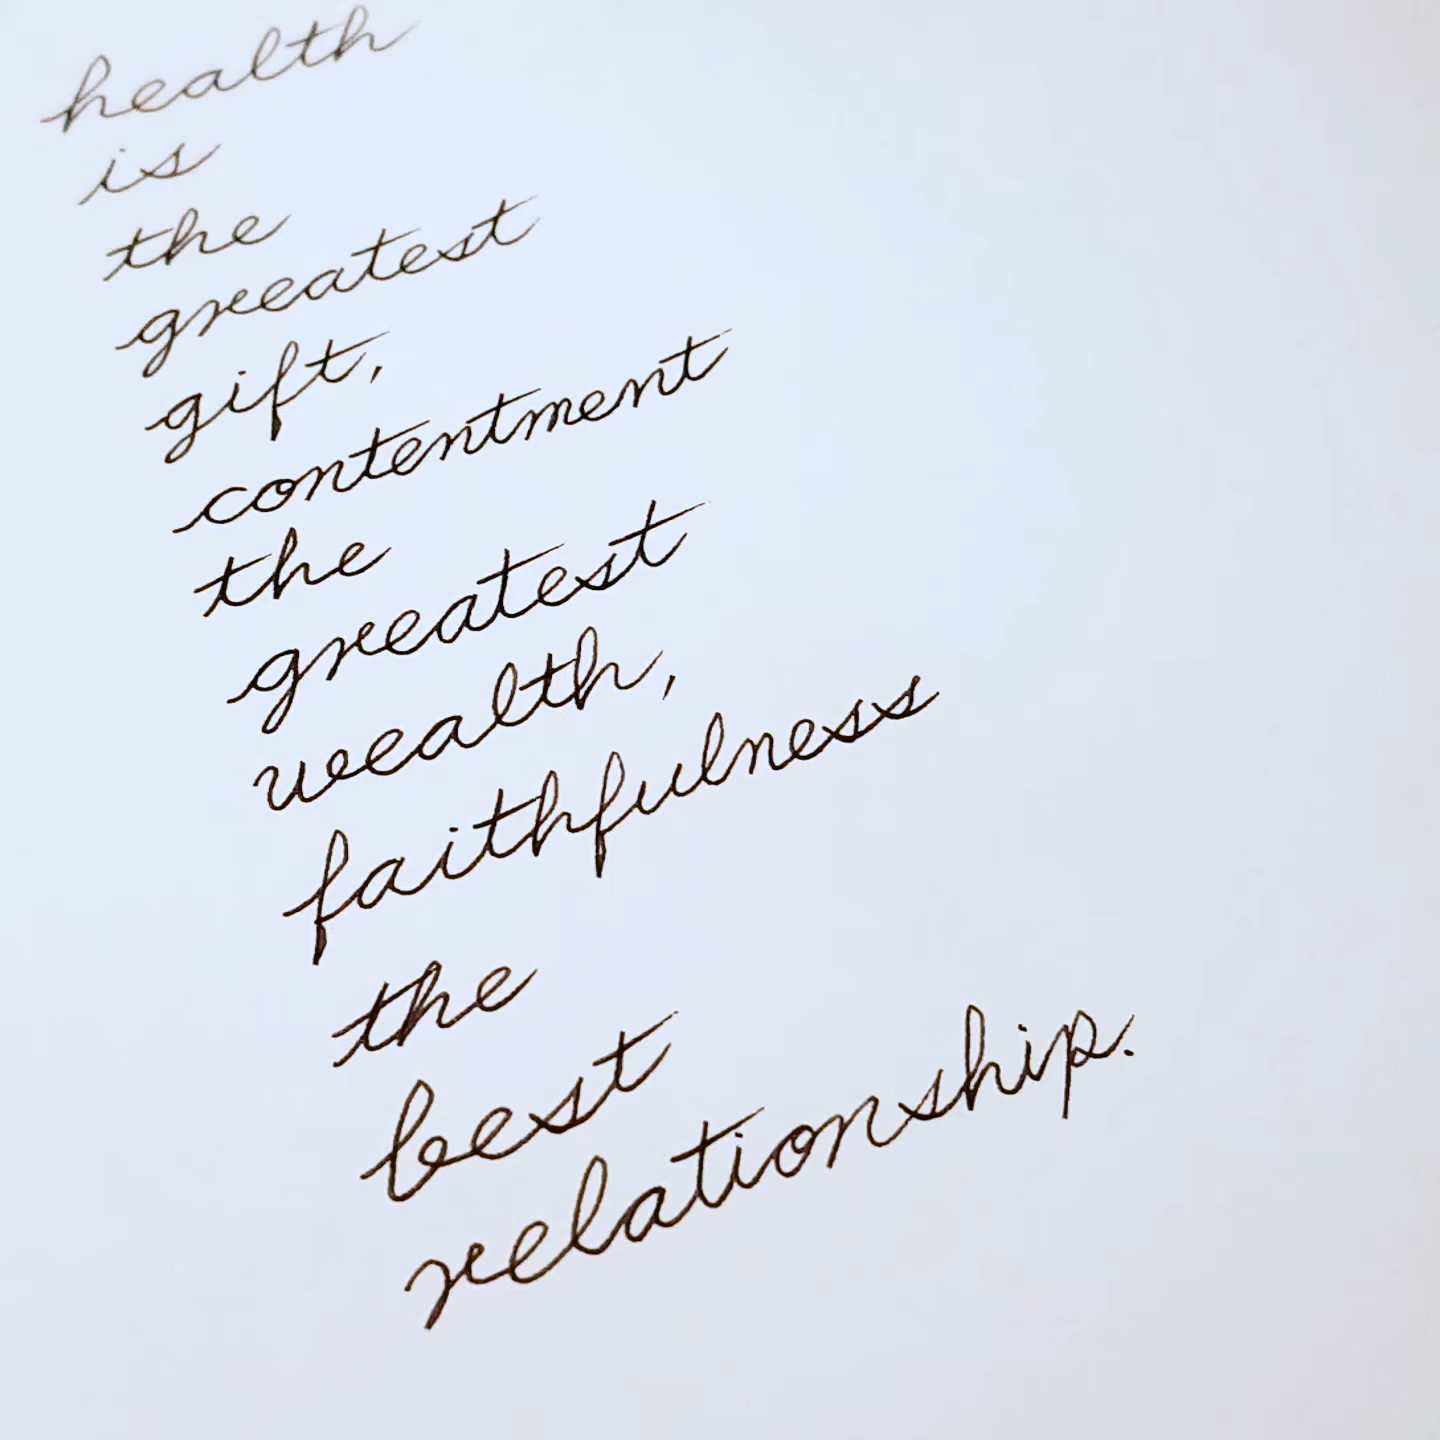 health
is
the
greatest
gift,
contentment
the
greatest
wealth,
faithfulness
the
best
relationship.